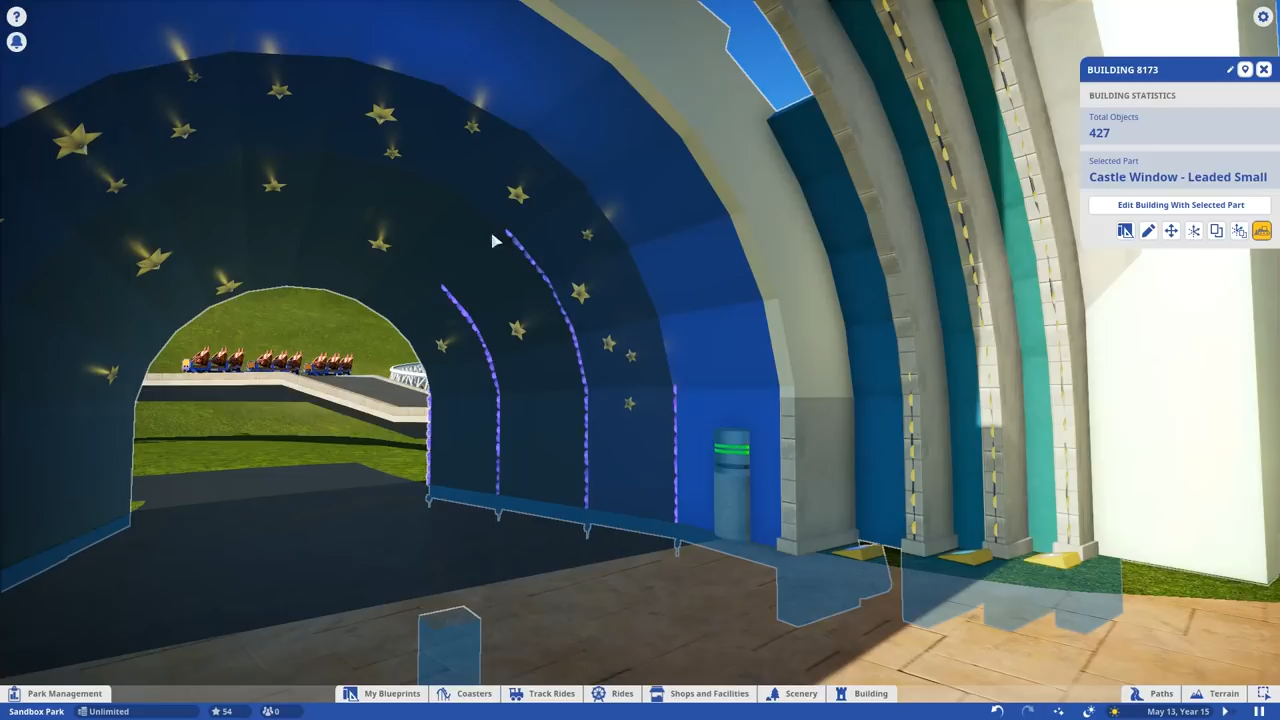 BUILDING 8173
BUILDING STATISTICS
Total Objects
427
Selected Part
Castle Window - Leaded Small
Edit Building With Selected Part
Park Management
My Blueprints
Coasters
Track Rides
Rides
Shops and Facilities
Scenery
Building
Paths
Terrain
Sandbox Park
Unlimited
54
0
May 13, Year 15